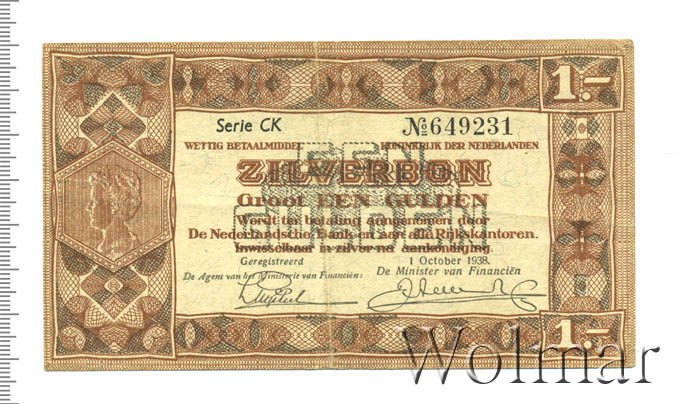 1.-
Serie CK № 649231
WETTIG BETAALMIDDEL KONINKRIJK DER NEDERLANDEN
ZILVERBON
Groot EEN GULDEN
Wordt ter betaling aangenomen door
De Nederlandsche Bank en aan alle Rijkskantoren.
Inwisselbaar in zilver na aankondiging.
Geregistreerd 1 October 1938.
De Agent van het Ministerie van Financiën: De Minister van Financiën
1.-
Wolmar